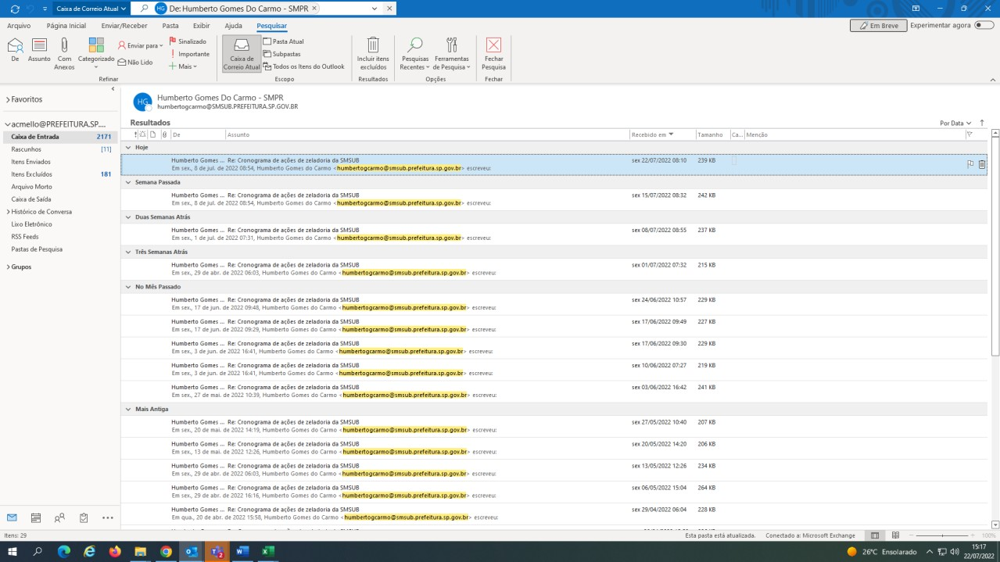 Caixa de Correio Atual
HG De: Humberto Gomes Do Carmo - SMPR ×
Arquivo Página Inicial Enviar/Receber Pasta Exibir Ajuda Pesquisar
Em Breve Experimentar agora
De
Assunto
Com Anexos
Categorizado
Enviar para
Não Lido
Sinalizado
! Importante
Mais
Refinar
Caixa de Correio Atual
Pasta Atual
Subpastas
Todos os Itens do Outlook
Escopo
Incluir itens excluídos
Resultados
Pesquisas Recentes
Ferramentas de Pesquisa
Opções
Fechar Pesquisa
Fechar
Favoritos
acmello@PREFEITURA.SP....
Caixa de Entrada 2171
Rascunhos [11]
Itens Enviados
Itens Excluídos 181
Arquivo Morto
Caixa de Saída
Histórico de Conversa
Lixo Eletrônico
RSS Feeds
Pastas de Pesquisa
Grupos
HG
Humberto Gomes Do Carmo - SMPR
humbertogcarmo@SMSUB.PREFEITURA.SP.GOV.BR
Resultados
Por Data
De Assunto Recebido em Tamanho Ca... Menção
Hoje
Humberto Gomes ... Re: Cronograma de ações de zeladoria da SMSUB sex 22/07/2022 08:10 239 KB
Em sex., 8 de jul. de 2022 08:54, Humberto Gomes do Carmo <humbertogcarmo@smsub.prefeitura.sp.gov.br> escreveu:
Semana Passada
Humberto Gomes ... Re: Cronograma de ações de zeladoria da SMSUB sex 15/07/2022 08:32 242 KB
Em sex., 8 de jul. de 2022 08:54, Humberto Gomes do Carmo <humbertogcarmo@smsub.prefeitura.sp.gov.br> escreveu:
Duas Semanas Atrás
Humberto Gomes ... Re: Cronograma de ações de zeladoria da SMSUB sex 08/07/2022 08:55 237 KB
Em sex., 1 de jul. de 2022 07:31, Humberto Gomes do Carmo <humbertogcarmo@smsub.prefeitura.sp.gov.br> escreveu:
Três Semanas Atrás
Humberto Gomes ... Re: Cronograma de ações de zeladoria da SMSUB sex 01/07/2022 07:32 215 KB
Em sex., 29 de abr. de 2022 06:03, Humberto Gomes do Carmo <humbertogcarmo@smsub.prefeitura.sp.gov.br> escreveu:
No Mês Passado
Humberto Gomes ... Re: Cronograma de ações de zeladoria da SMSUB sex 24/06/2022 10:57 229 KB
Em sex., 17 de jun. de 2022 09:48, Humberto Gomes do Carmo <humbertogcarmo@smsub.prefeitura.sp.gov.br> escreveu:
Humberto Gomes ... Re: Cronograma de ações de zeladoria da SMSUB sex 17/06/2022 09:49 227 KB
Em sex., 17 de jun. de 2022 09:29, Humberto Gomes do Carmo <humbertogcarmo@smsub.prefeitura.sp.gov.br> escreveu:
Humberto Gomes ... Re: Cronograma de ações de zeladoria da SMSUB sex 17/06/2022 09:30 229 KB
Em sex., 3 de jun. de 2022 16:41, Humberto Gomes do Carmo <humbertogcarmo@smsub.prefeitura.sp.gov.br> escreveu:
Humberto Gomes ... Re: Cronograma de ações de zeladoria da SMSUB sex 10/06/2022 07:27 219 KB
Em sex., 3 de jun. de 2022 16:41, Humberto Gomes do Carmo <humbertogcarmo@smsub.prefeitura.sp.gov.br> escreveu:
Humberto Gomes ... Re: Cronograma de ações de zeladoria da SMSUB sex 03/06/2022 16:42 241 KB
Em sex., 27 de mai. de 2022 10:39, Humberto Gomes do Carmo <humbertogcarmo@smsub.prefeitura.sp.gov.br> escreveu:
Mais Antiga
Humberto Gomes ... Re: Cronograma de ações de zeladoria da SMSUB sex 27/05/2022 10:40 207 KB
Em sex., 20 de mai. de 2022 14:19, Humberto Gomes do Carmo <humbertogcarmo@smsub.prefeitura.sp.gov.br> escreveu:
Humberto Gomes ... Re: Cronograma de ações de zeladoria da SMSUB sex 20/05/2022 14:20 206 KB
Em sex., 13 de mai. de 2022 12:26, Humberto Gomes do Carmo <humbertogcarmo@smsub.prefeitura.sp.gov.br> escreveu:
Humberto Gomes ... Re: Cronograma de ações de zeladoria da SMSUB sex 13/05/2022 12:26 234 KB
Em sex., 29 de abr. de 2022 06:03, Humberto Gomes do Carmo <humbertogcarmo@smsub.prefeitura.sp.gov.br> escreveu:
Humberto Gomes ... Re: Cronograma de ações de zeladoria da SMSUB sex 06/05/2022 15:04 264 KB
Em sex., 29 de abr. de 2022 16:16, Humberto Gomes do Carmo <humbertogcarmo@smsub.prefeitura.sp.gov.br> escreveu:
Humberto Gomes ... Re: Cronograma de ações de zeladoria da SMSUB sex 29/04/2022 06:04 228 KB
Em qua., 20 de abr. de 2022 15:58, Humberto Gomes do Carmo <humbertogcarmo@smsub.prefeitura.sp.gov.br> escreveu:
Itens: 29 Esta pasta está atualizada. Conectado a: Microsoft Exchange 100%
26°C Ensolarado
15:17
22/07/2022